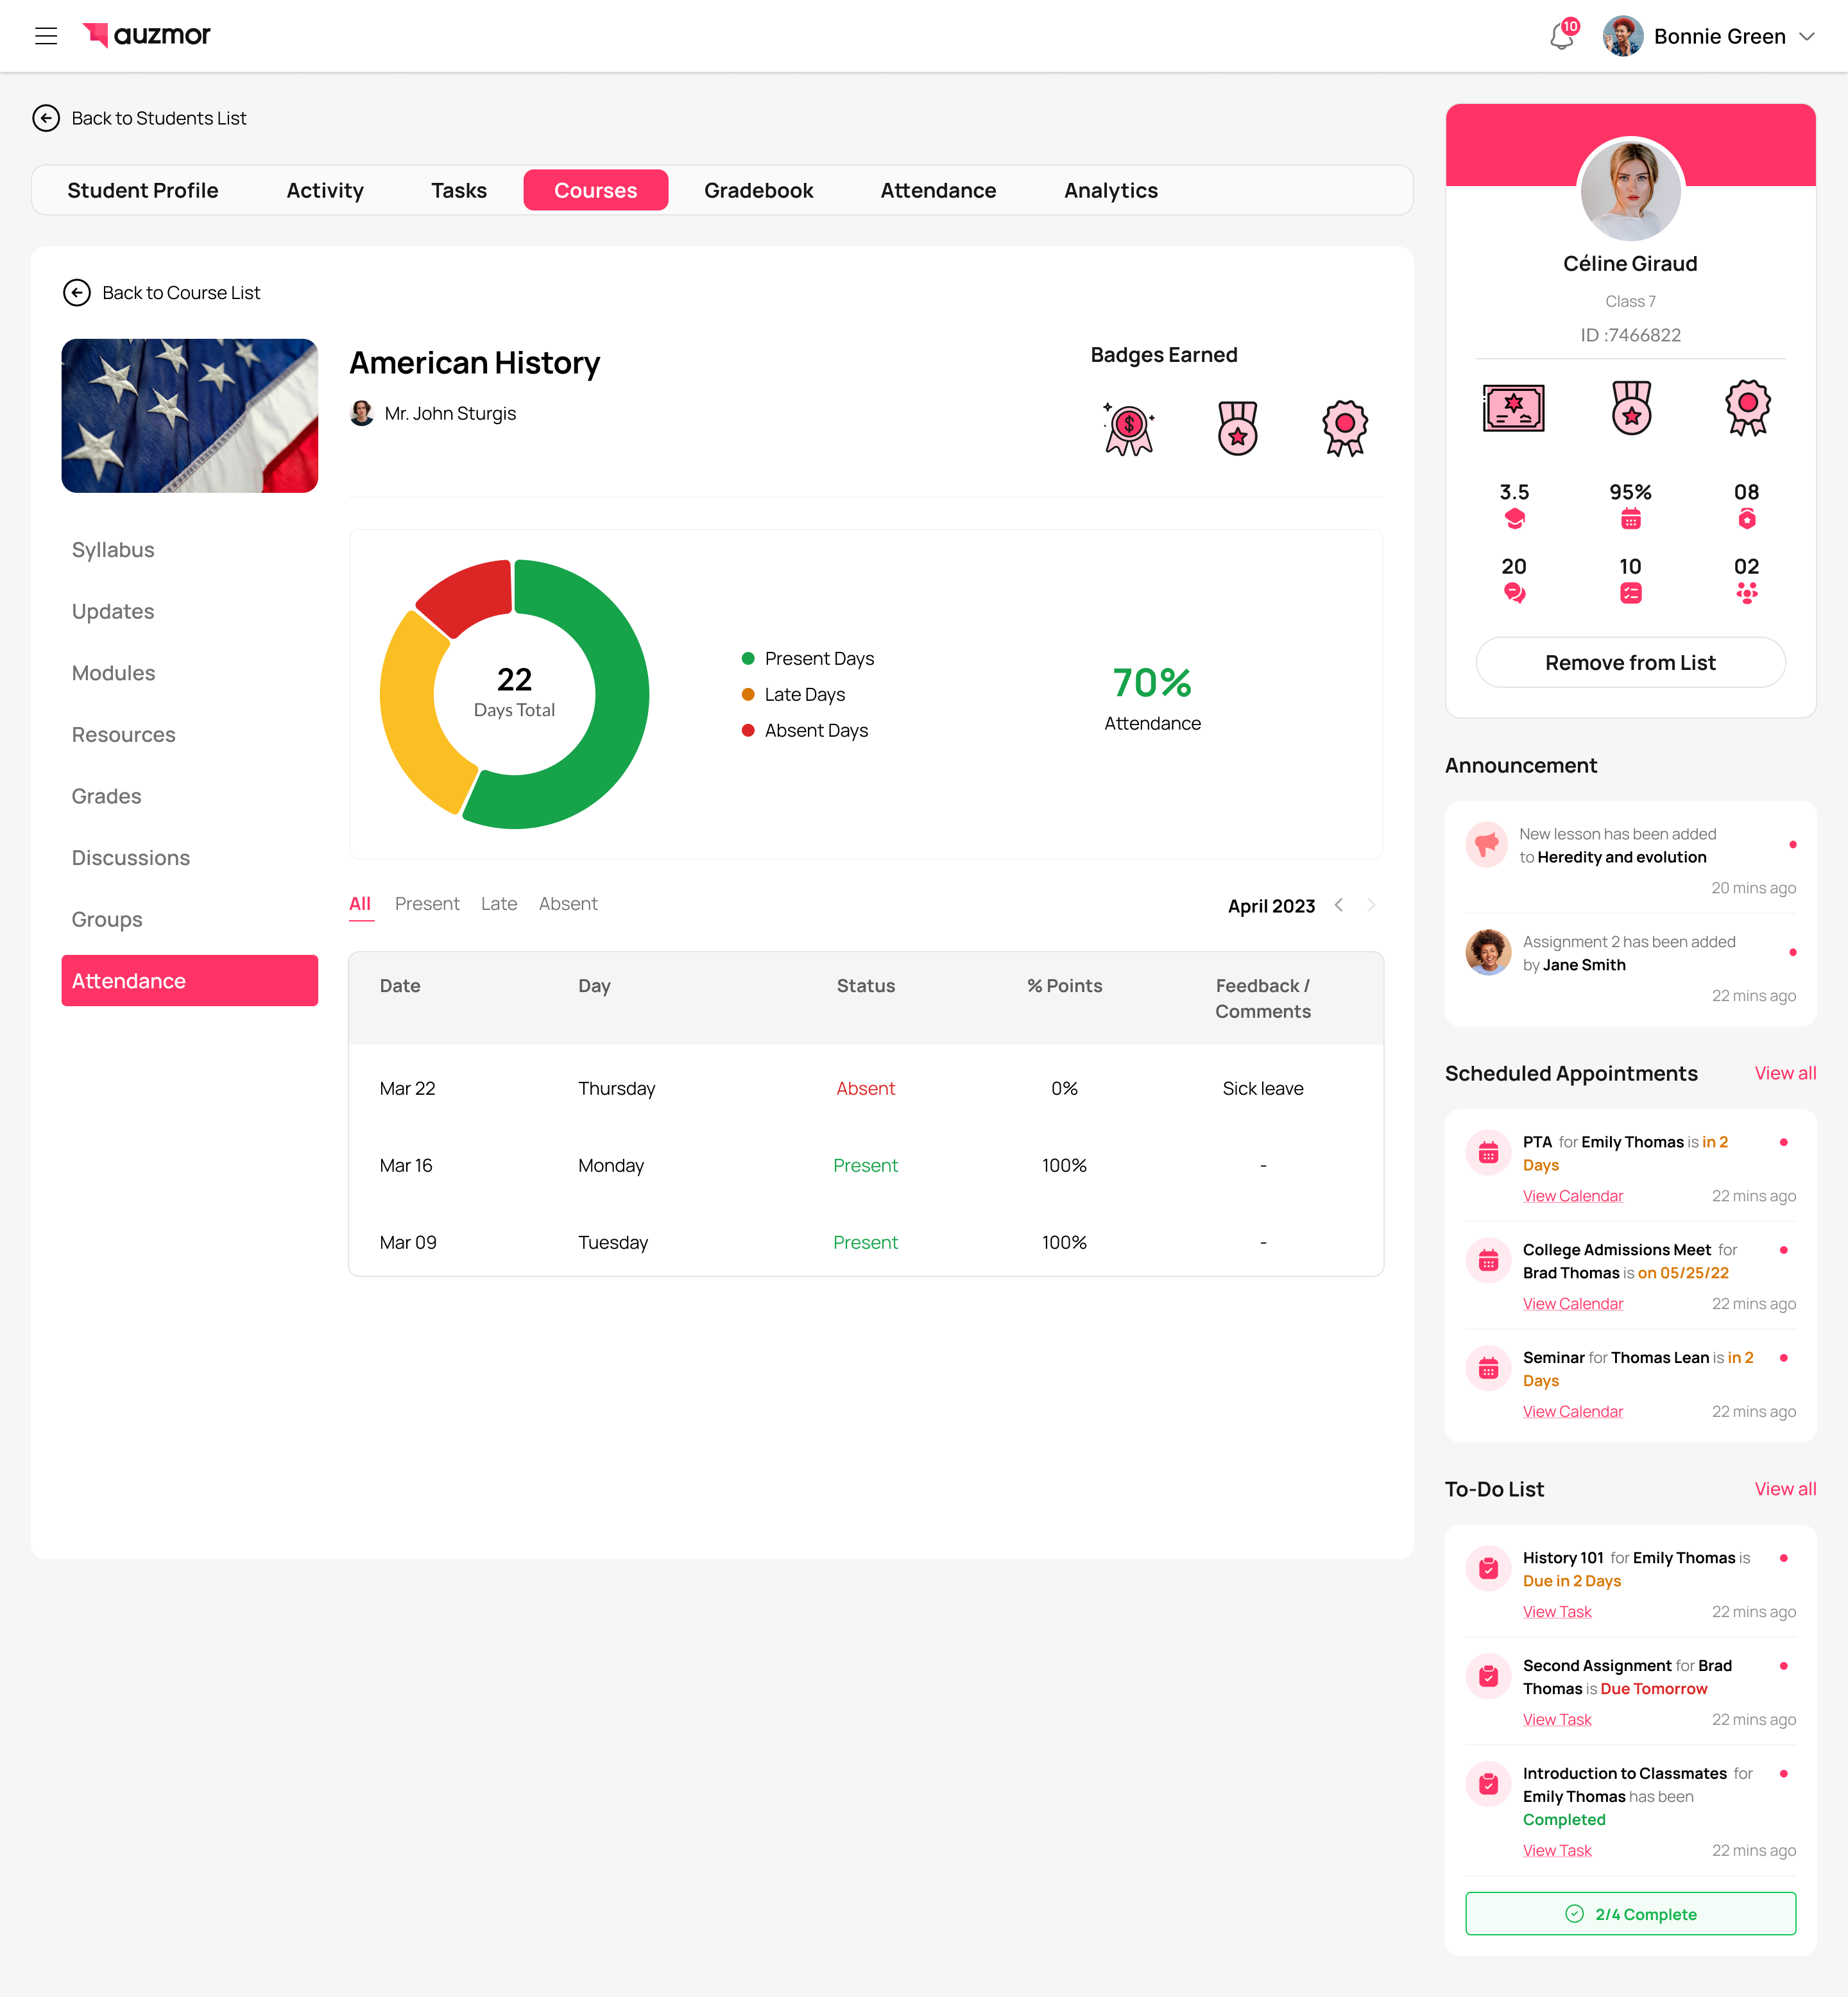 auzmor
10
Bonnie Green
Back to Students List
Student Profile
Activity
Tasks
Courses
Gradebook
Attendance
Analytics
Back to Course List
American History
Mr. John Sturgis
Badges Earned
$
Syllabus
Updates
Modules
Resources
Grades
Discussions
Groups
Attendance
22
Days Total
Present Days
Late Days
Absent Days
70%
Attendance
All
Present
Late
Absent
April 2023
Date
Day
Status
% Points
Feedback /
Comments
Mar 22
Thursday
Absent
0%
Sick leave
Mar 16
Monday
Present
100%
-
Mar 09
Tuesday
Present
100%
-
Céline Giraud
Class 7
ID :7466822
3.5
95%
08
20
10
02
Remove from List
Announcement
New lesson has been added
to Heredity and evolution
20 mins ago
Assignment 2 has been added
by Jane Smith
22 mins ago
Scheduled Appointments
View all
PTA for Emily Thomas is in 2
Days
View Calendar
22 mins ago
College Admissions Meet for
Brad Thomas is on 05/25/22
View Calendar
22 mins ago
Seminar for Thomas Lean is in 2
Days
View Calendar
22 mins ago
To-Do List
View all
History 101 for Emily Thomas is
Due in 2 Days
View Task
22 mins ago
Second Assignment for Brad
Thomas is Due Tomorrow
View Task
22 mins ago
Introduction to Classmates for
Emily Thomas has been
Completed
View Task
22 mins ago
2/4 Complete